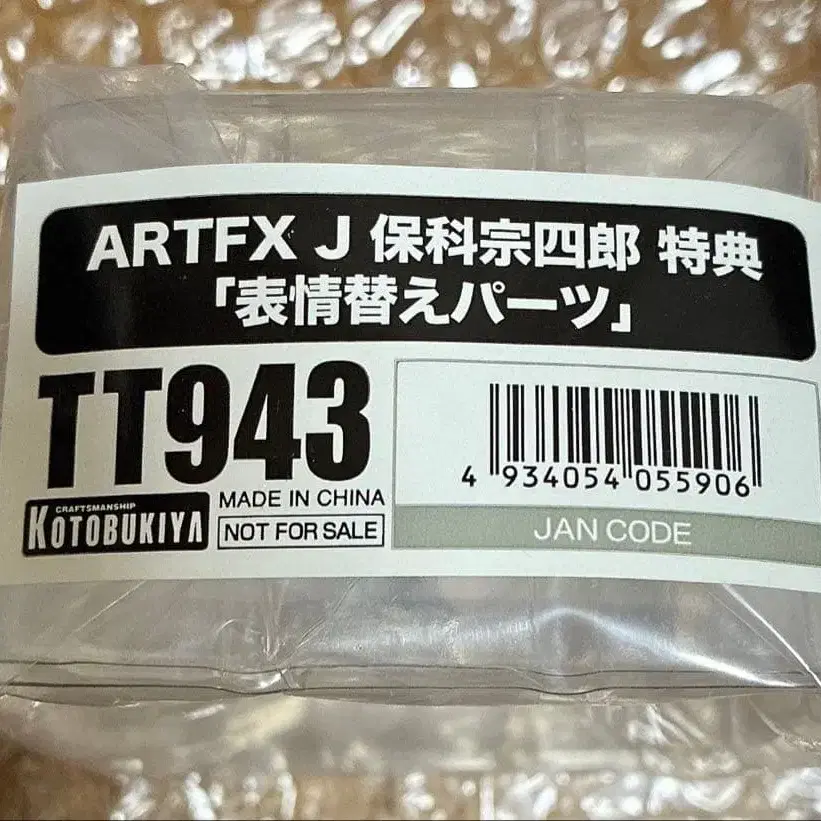 ARTFX J 保科宗四郎 特典
「表情替えパーツ」
TT943
CRAFTSMANSHIP
KOTOBUKIYA
MADE IN CHINA
NOT FOR SALE
4 934054 055906
JAN CODE